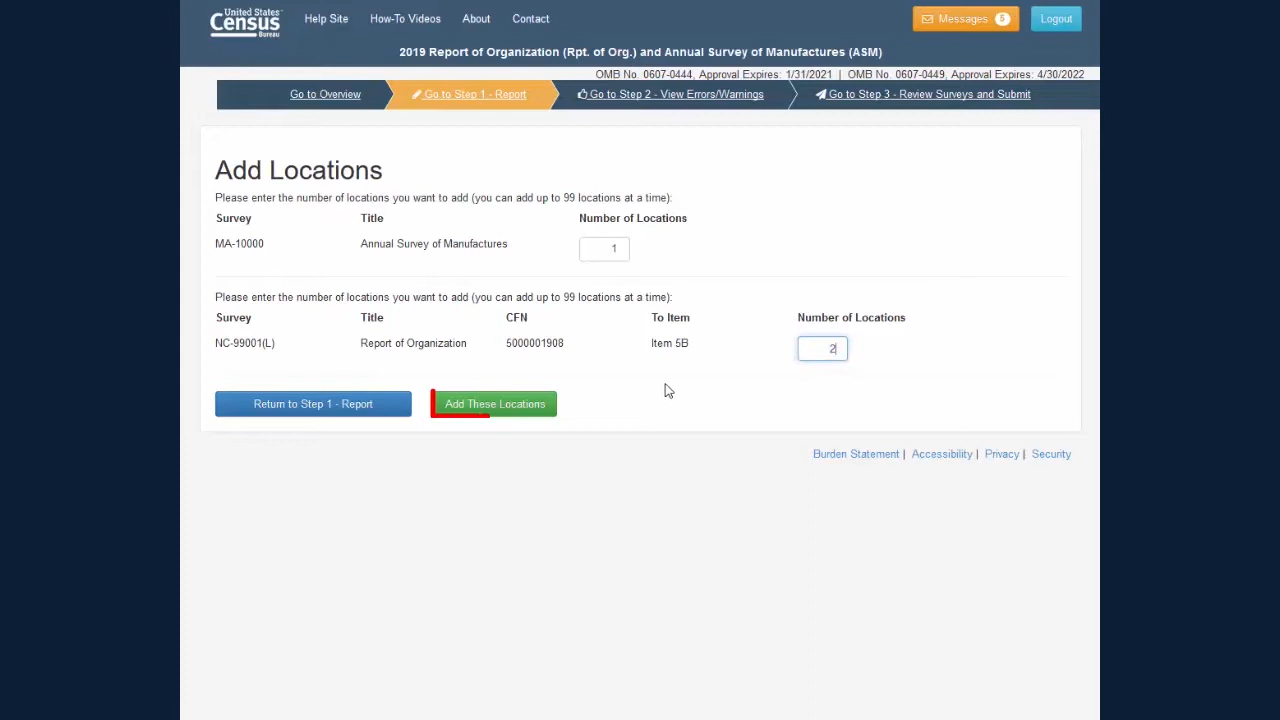 United States™
Census
Bureau
Help Site How-To Videos About Contact
Messages 5
Logout
2019 Report of Organization (Rpt. of Org.) and Annual Survey of Manufactures (ASM)
OMB No. 0607-0444, Approval Expires: 1/31/2021 | OMB No. 0607-0449, Approval Expires: 4/30/2022
Go to Overview Go to Step 1 - Report Go to Step 2 - View Errors/Warnings Go to Step 3 - Review Surveys and Submit
Add Locations
Please enter the number of locations you want to add (you can add up to 99 locations at a time):
Survey Title Number of Locations
MA-10000 Annual Survey of Manufactures 1
Please enter the number of locations you want to add (you can add up to 99 locations at a time):
Survey Title CFN To Item Number of Locations
NC-99001(L) Report of Organization 5000001908 Item 5B 2
Return to Step 1 - Report Add These Locations
Burden Statement | Accessibility | Privacy | Security